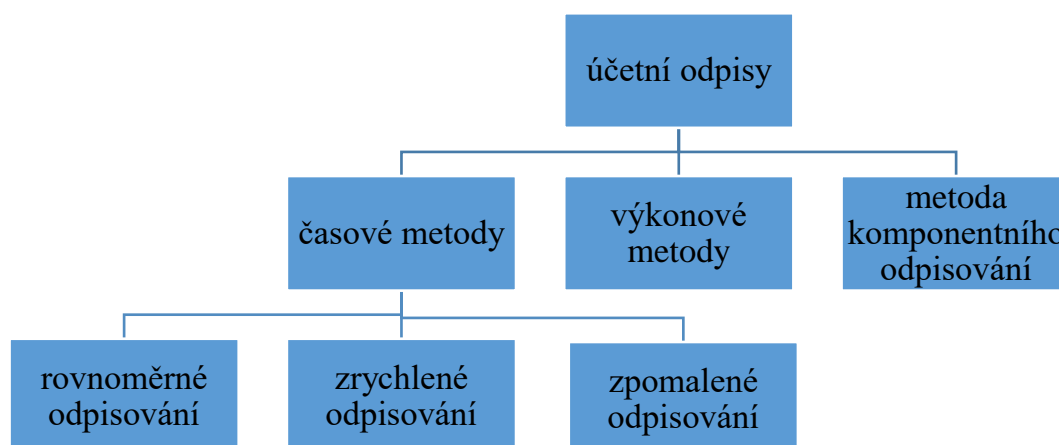 účetní odpisy
časové metody
výkonové
metody
metoda
komponentního
odpisování
rovnoměrné
odpisování
zrychlené
odpisování
zpomalené
odpisování